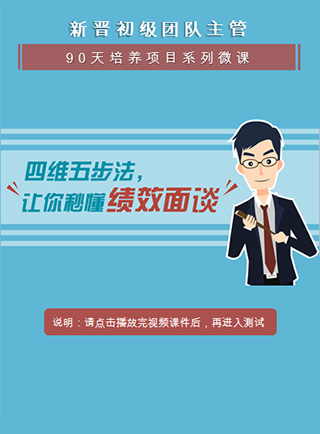 新晋初级团队主管
90天培养项目系列微课
四维五步法，
让你秒懂绩效面谈
说明：请点击播放完视频课件后，再进入测试